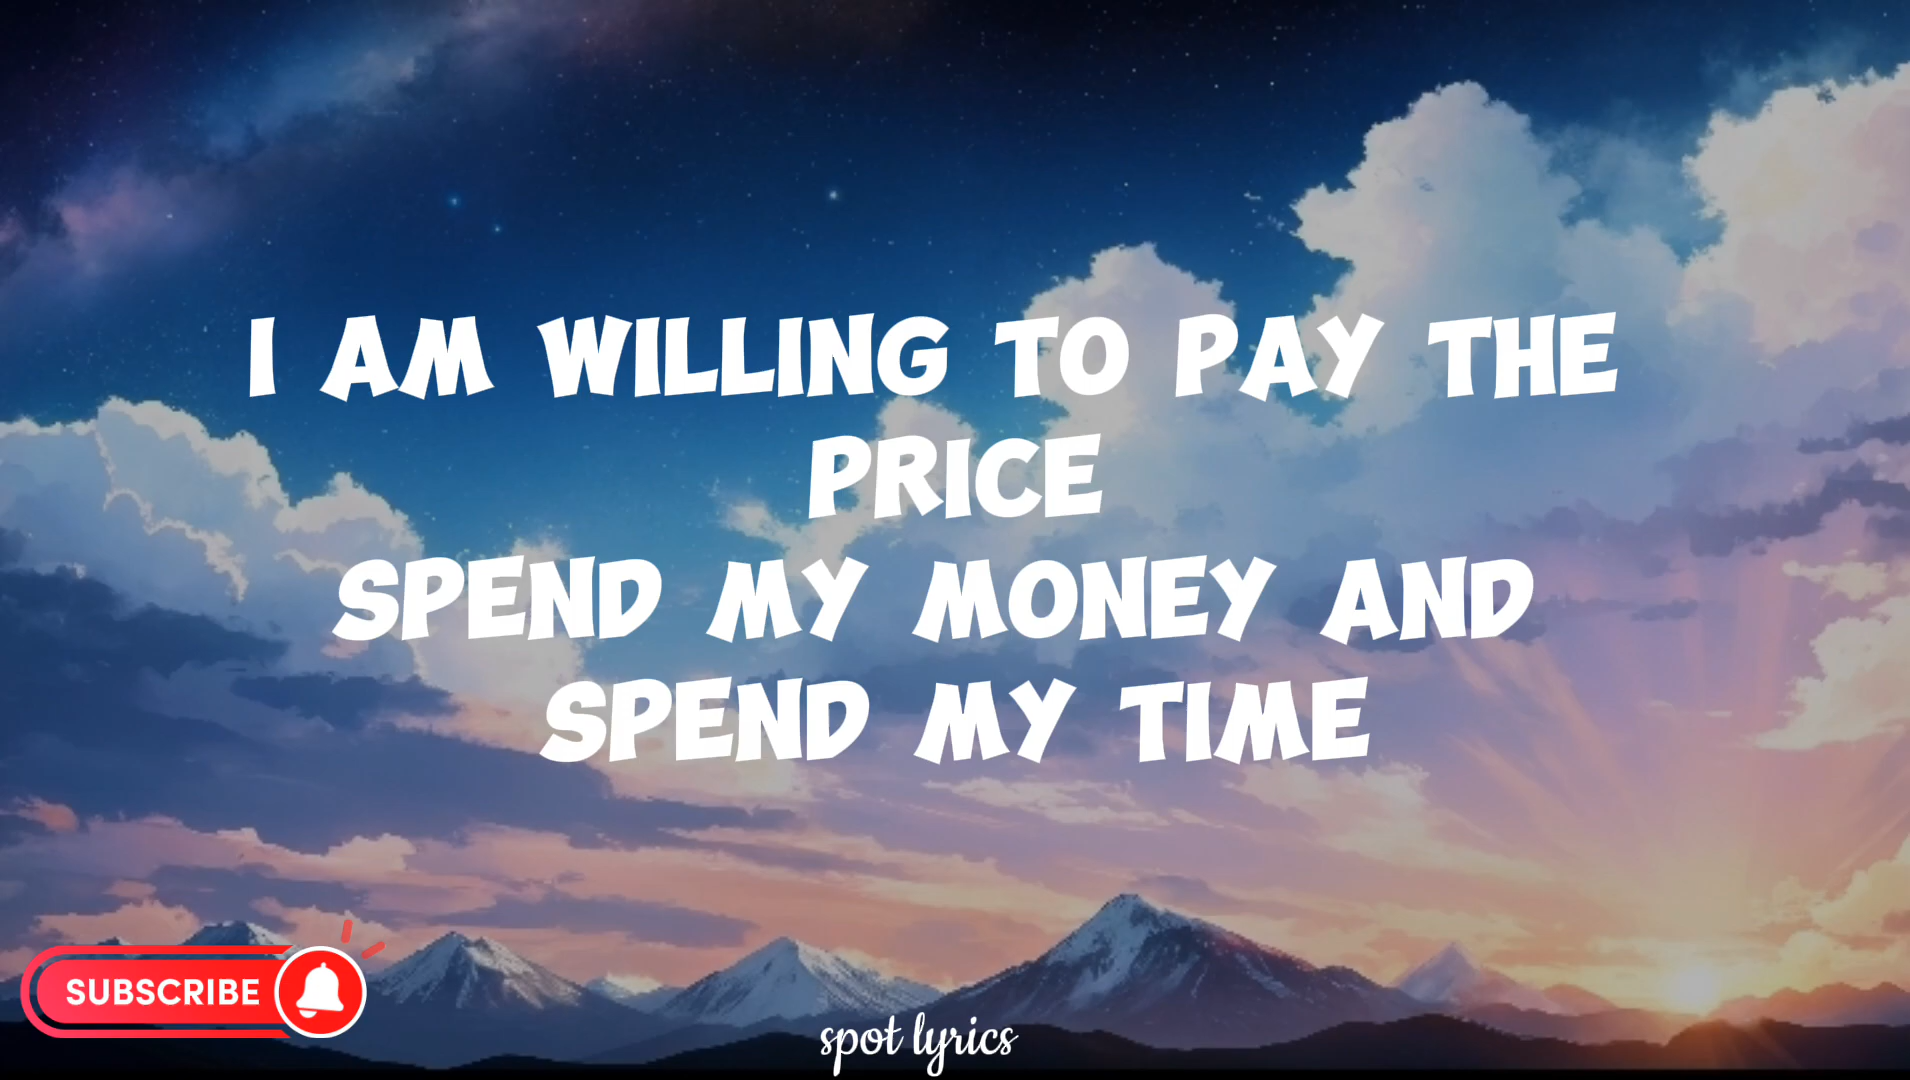 I AM WILLING TO PAY THE
PRICE
SPEND MY MONEY AND
SPEND MY TIME
SUBSCRIBE
spot lyrics